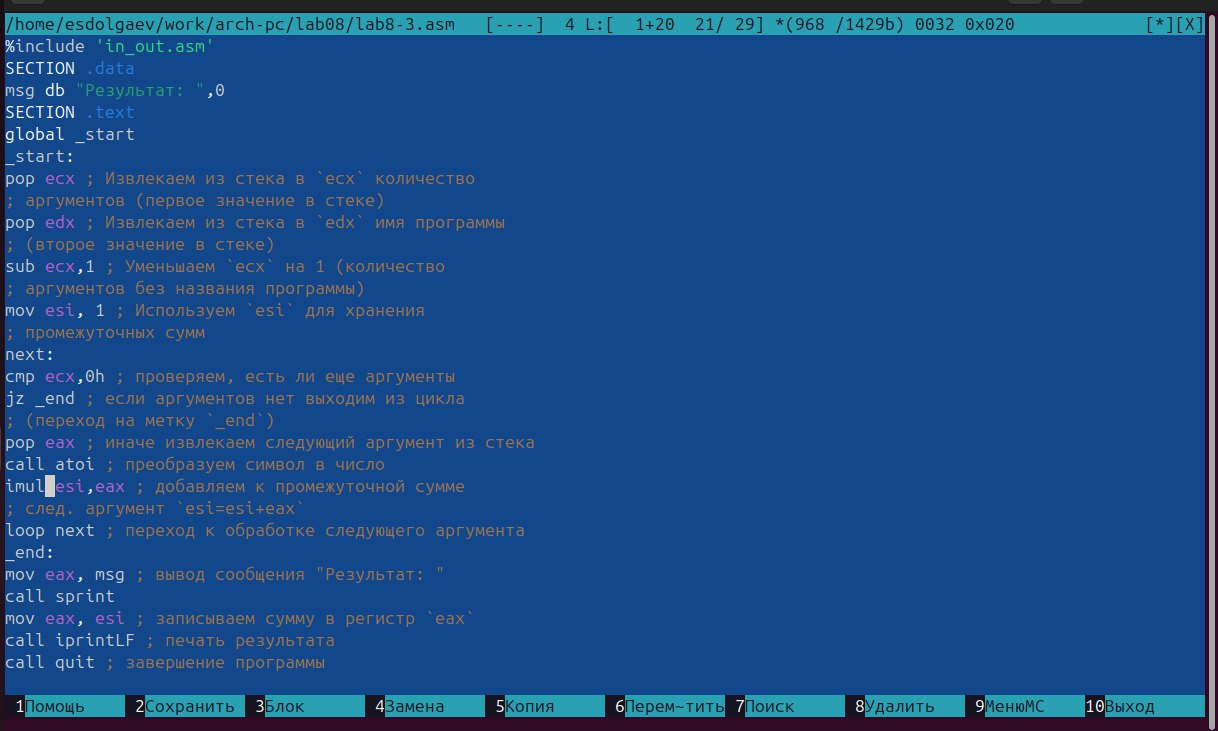 /home/esdolgaev/work/arch-pc/lab08/lab8-3.asm   [----]  4 L:[  1+20  21/ 29] *(968 /1429b) 0032 0x020             [*][X]
%include 'in_out.asm'
SECTION .data
msg db "Результат: ",0
SECTION .text
global _start
_start:
pop ecx ; Извлекаем из стека в `ecx` количество
; аргументов (первое значение в стеке)
pop edx ; Извлекаем из стека в `edx` имя программы
; (второе значение в стеке)
sub ecx,1 ; Уменьшаем `ecx` на 1 (количество
; аргументов без названия программы)
mov esi, 1 ; Используем `esi` для хранения
; промежуточных сумм
next:
cmp ecx,0h ; проверяем, есть ли еще аргументы
jz _end ; если аргументов нет выходим из цикла
; (переход на метку `_end`)
pop eax ; иначе извлекаем следующий аргумент из стека
call atoi ; преобразуем символ в число
imul esi,eax ; добавляем к промежуточной сумме
; след. аргумент `esi=esi+eax`
loop next ; переход к обработке следующего аргумента
_end:
mov eax, msg ; вывод сообщения "Результат: "
call sprint
mov eax, esi ; записываем сумму в регистр `eax`
call iprintLF ; печать результата
call quit ; завершение программы
1Помощь 2Сохранить 3Блок 4Замена 5Копия 6Перем~тить 7Поиск 8Удалить 9МенюМС 10Выход